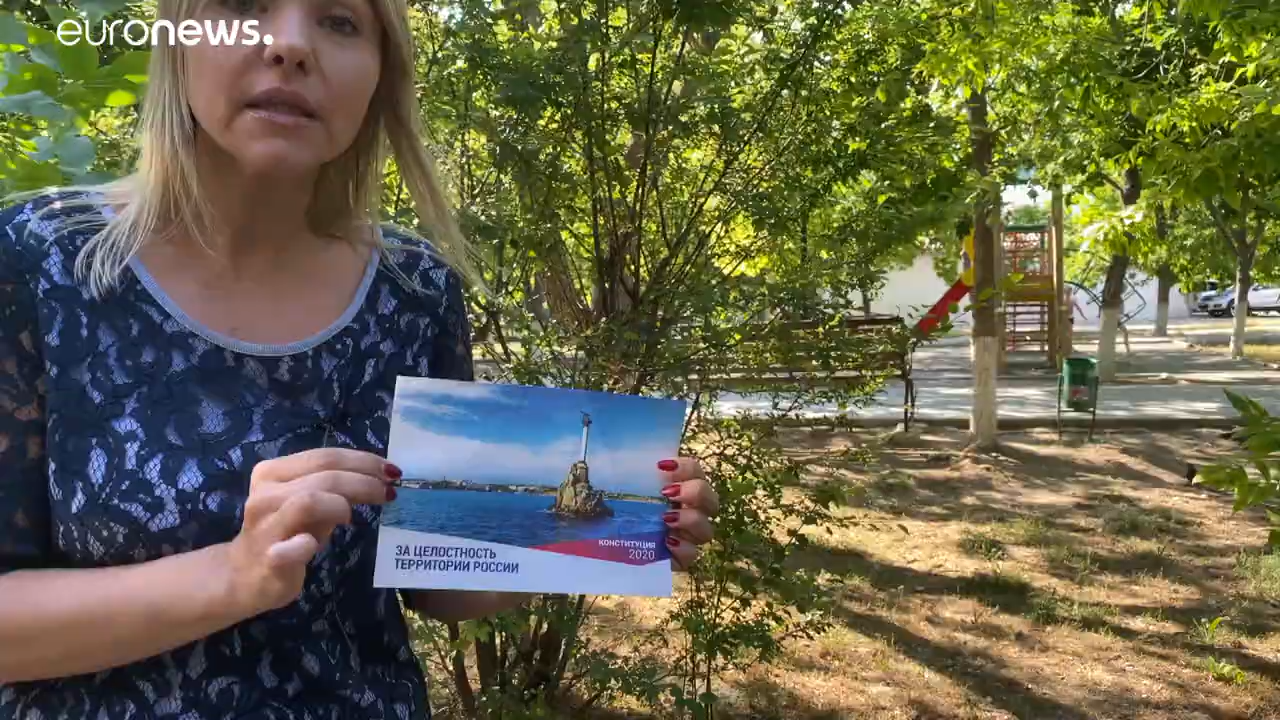 euronews.
КОНСТИТУЦИЯ
2020
ЗА ЦЕЛОСТНОСТЬ
ТЕРРИТОРИИ РОССИИ